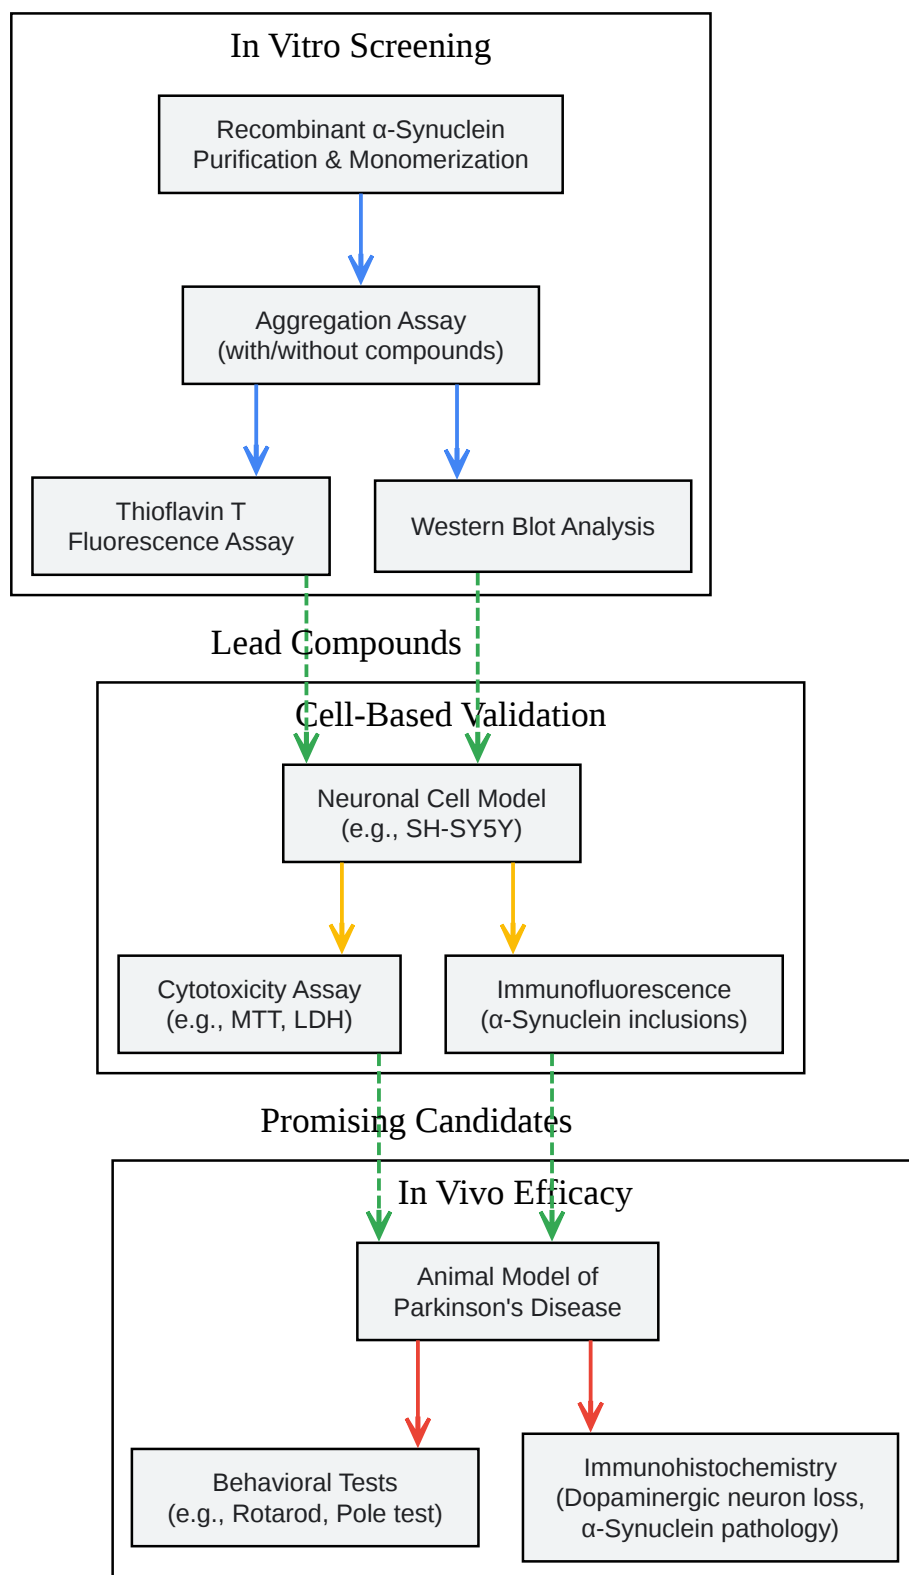 In Vitro Screening
Recombinant α-Synuclein
Purification & Monomerization
Aggregation Assay
(with/without compounds)
Thioflavin T
Fluorescence Assay
Western Blot Analysis
Lead Compounds
Cell-Based Validation
Neuronal Cell Model
(e.g., SH-SY5Y)
Cytotoxicity Assay
(e.g., MTT, LDH)
Immunofluorescence
(α-Synuclein inclusions)
Promising Candidates
In Vivo Efficacy
Animal Model of
Parkinson's Disease
Behavioral Tests
(e.g., Rotarod, Pole test)
Immunohistochemistry
(Dopaminergic neuron loss,
α-Synuclein pathology)